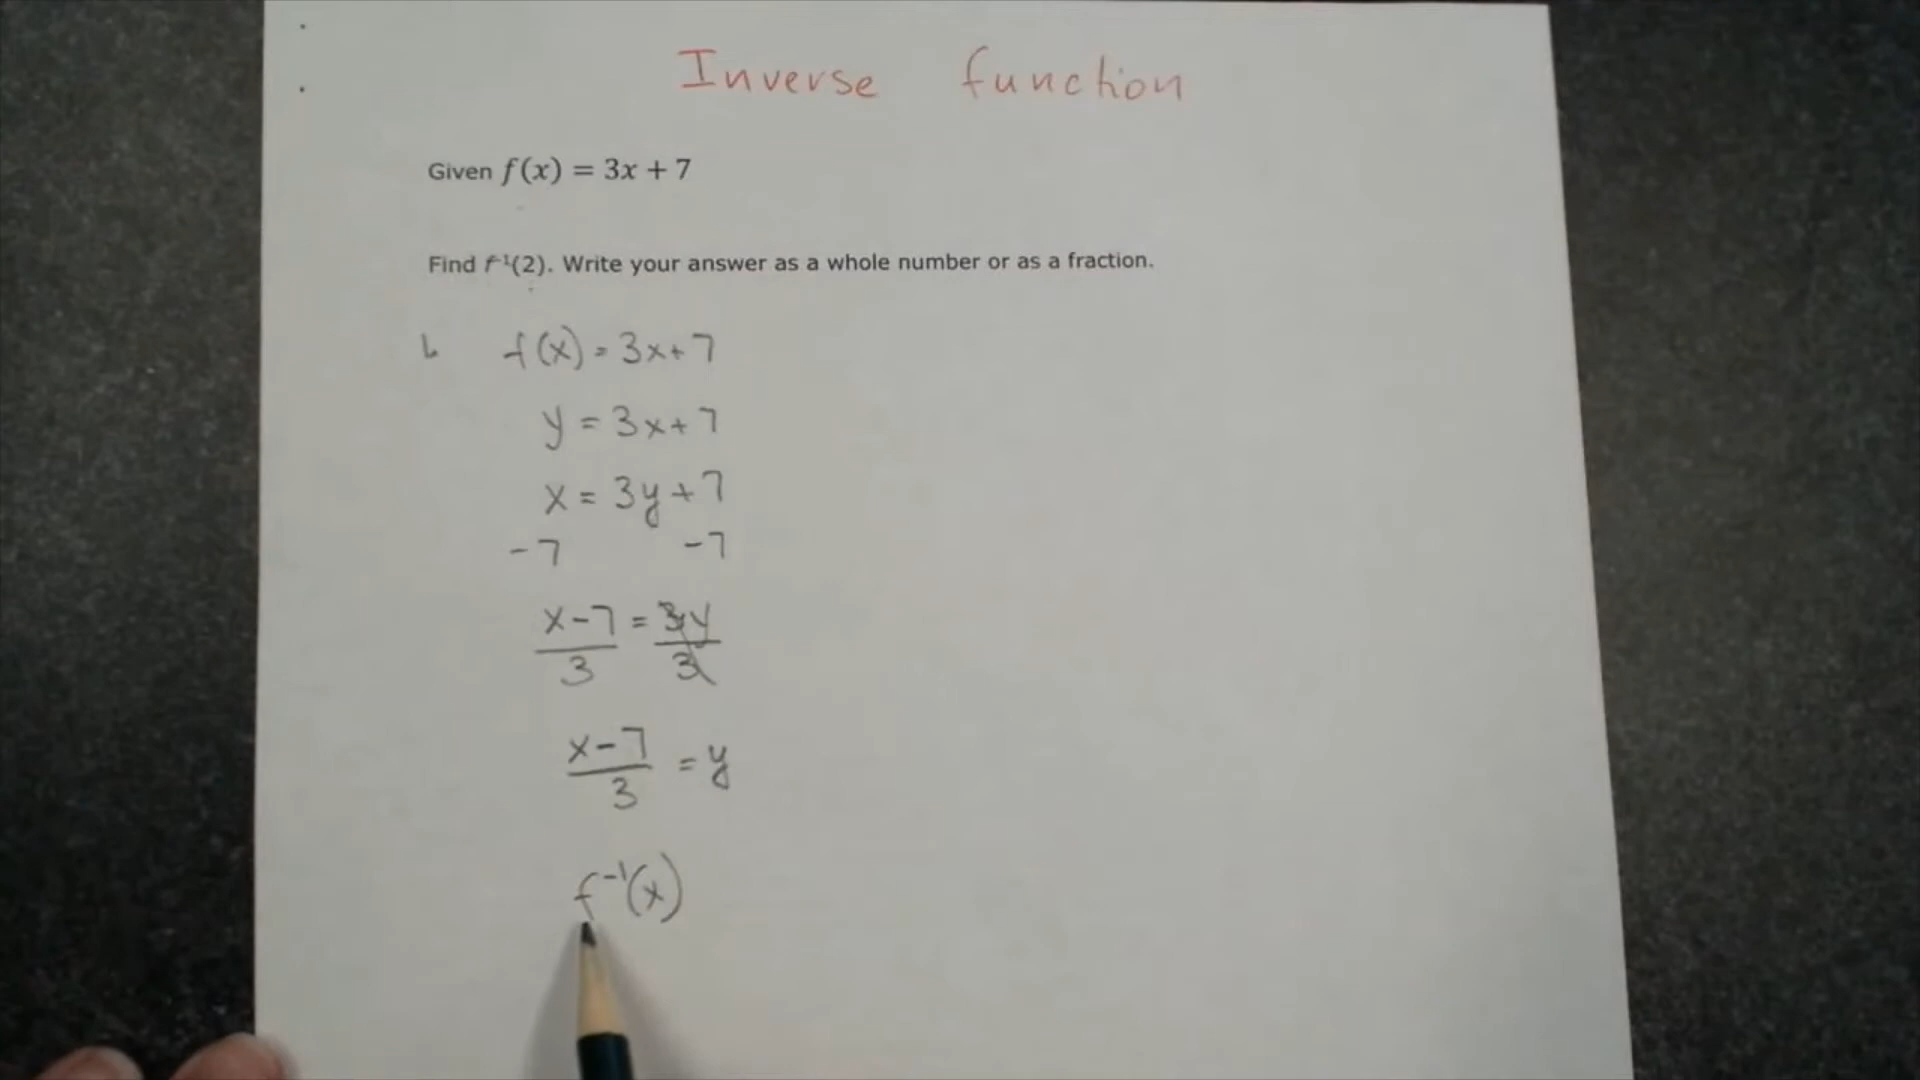 Inverse function
Given f(x) = 3x + 7
Find f⁻¹(2). Write your answer as a whole number or as a fraction.
f(x) = 3x+7
y = 3x+7
x = 3y+7
-7 -7
x-7 = 3y
3 3
x-7 = y
3
f⁻¹(x)